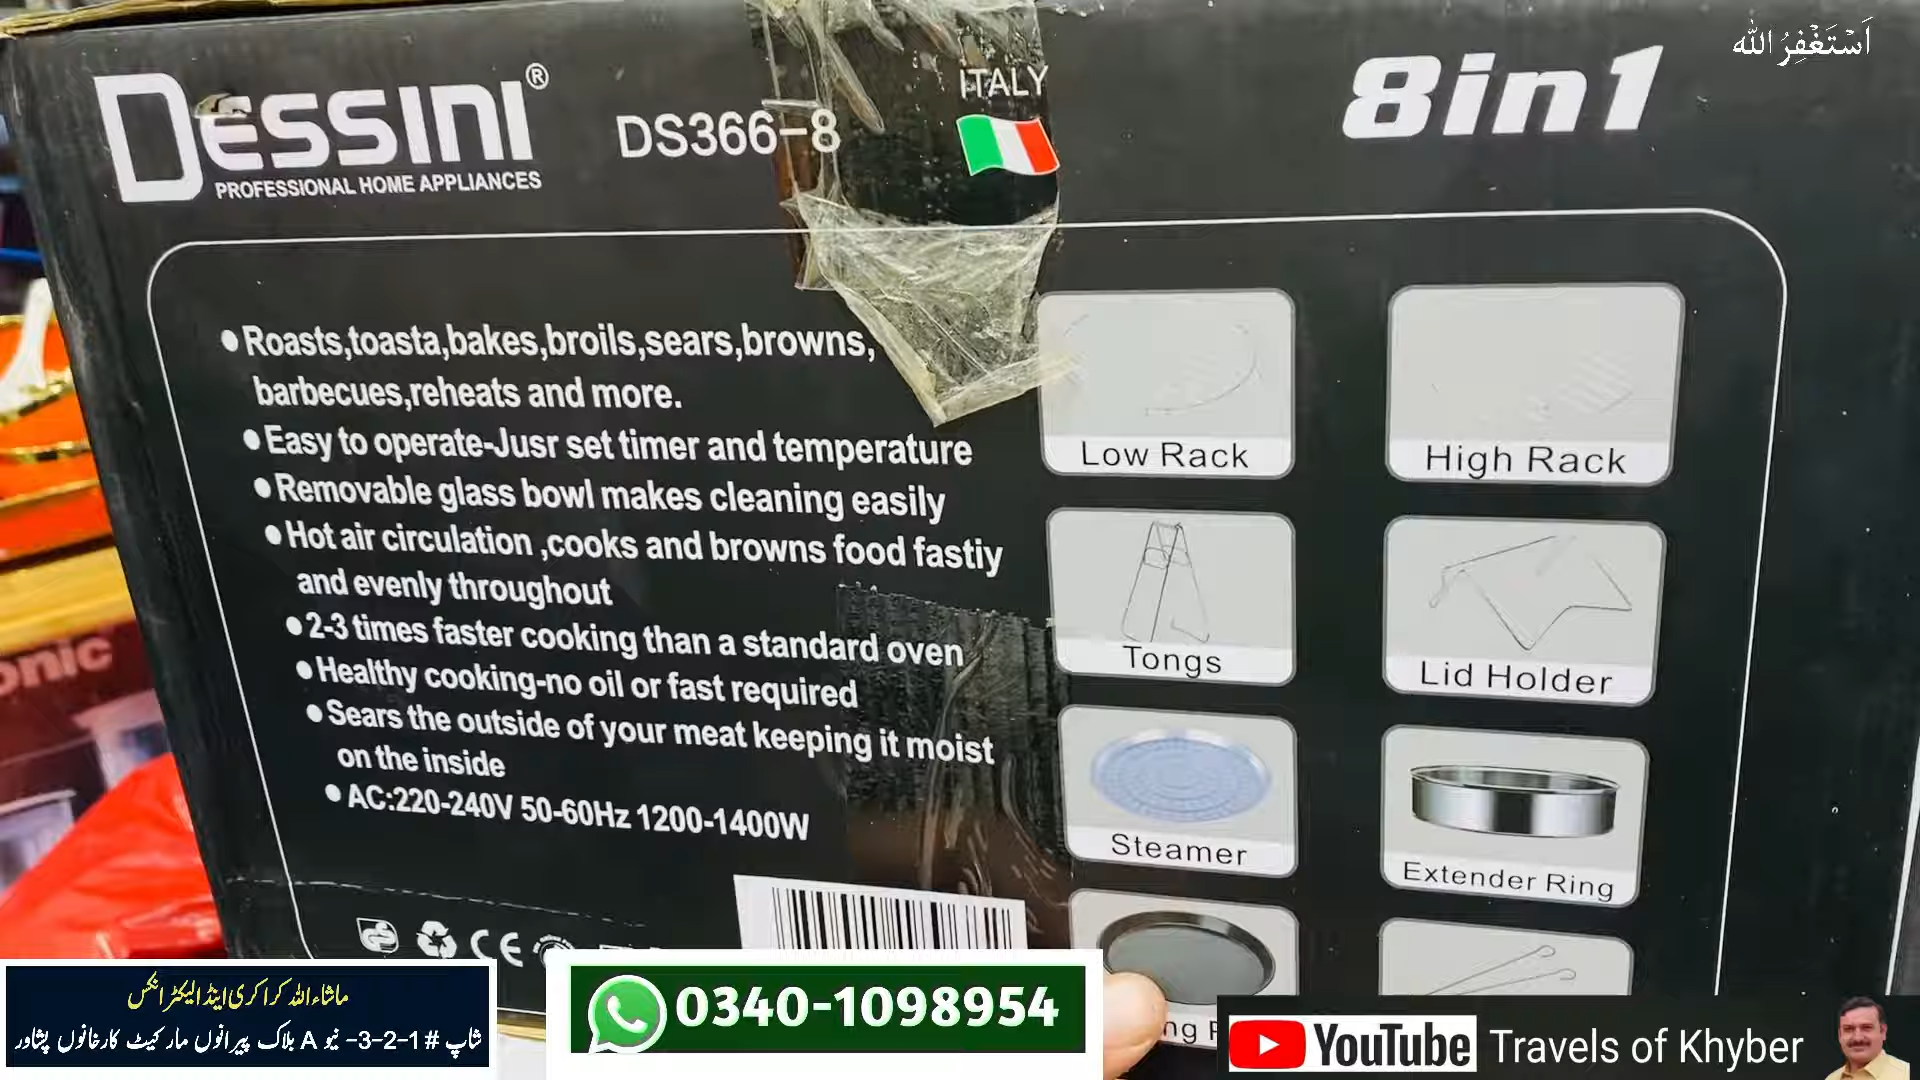 اَسْتَغْفِرُ اللّٰه
DESSINI®
PROFESSIONAL HOME APPLIANCES
DS366-8
ITALY
8in1
●Roasts,toasta,bakes,broils,sears,browns,
barbecues,reheats and more.
●Easy to operate-Jusr set timer and temperature
●Removable glass bowl makes cleaning easily
●Hot air circulation ,cooks and browns food fastiy
and evenly throughout
●2-3 times faster cooking than a standard oven
●Healthy cooking-no oil or fast required
●Sears the outside of your meat keeping it moist
on the inside
●AC:220-240V 50-60Hz 1200-1400W
Low Rack
High Rack
Tongs
Lid Holder
Steamer
Extender Ring
onic
CE
ماشاءاللہ کراکری اینڈ الیکٹرانکس
شاپ #1-2-3- نیو A بلاک پیرانوں مارکیٹ کارخانوں پشاور
0340-1098954
YouTube
Travels of Khyber